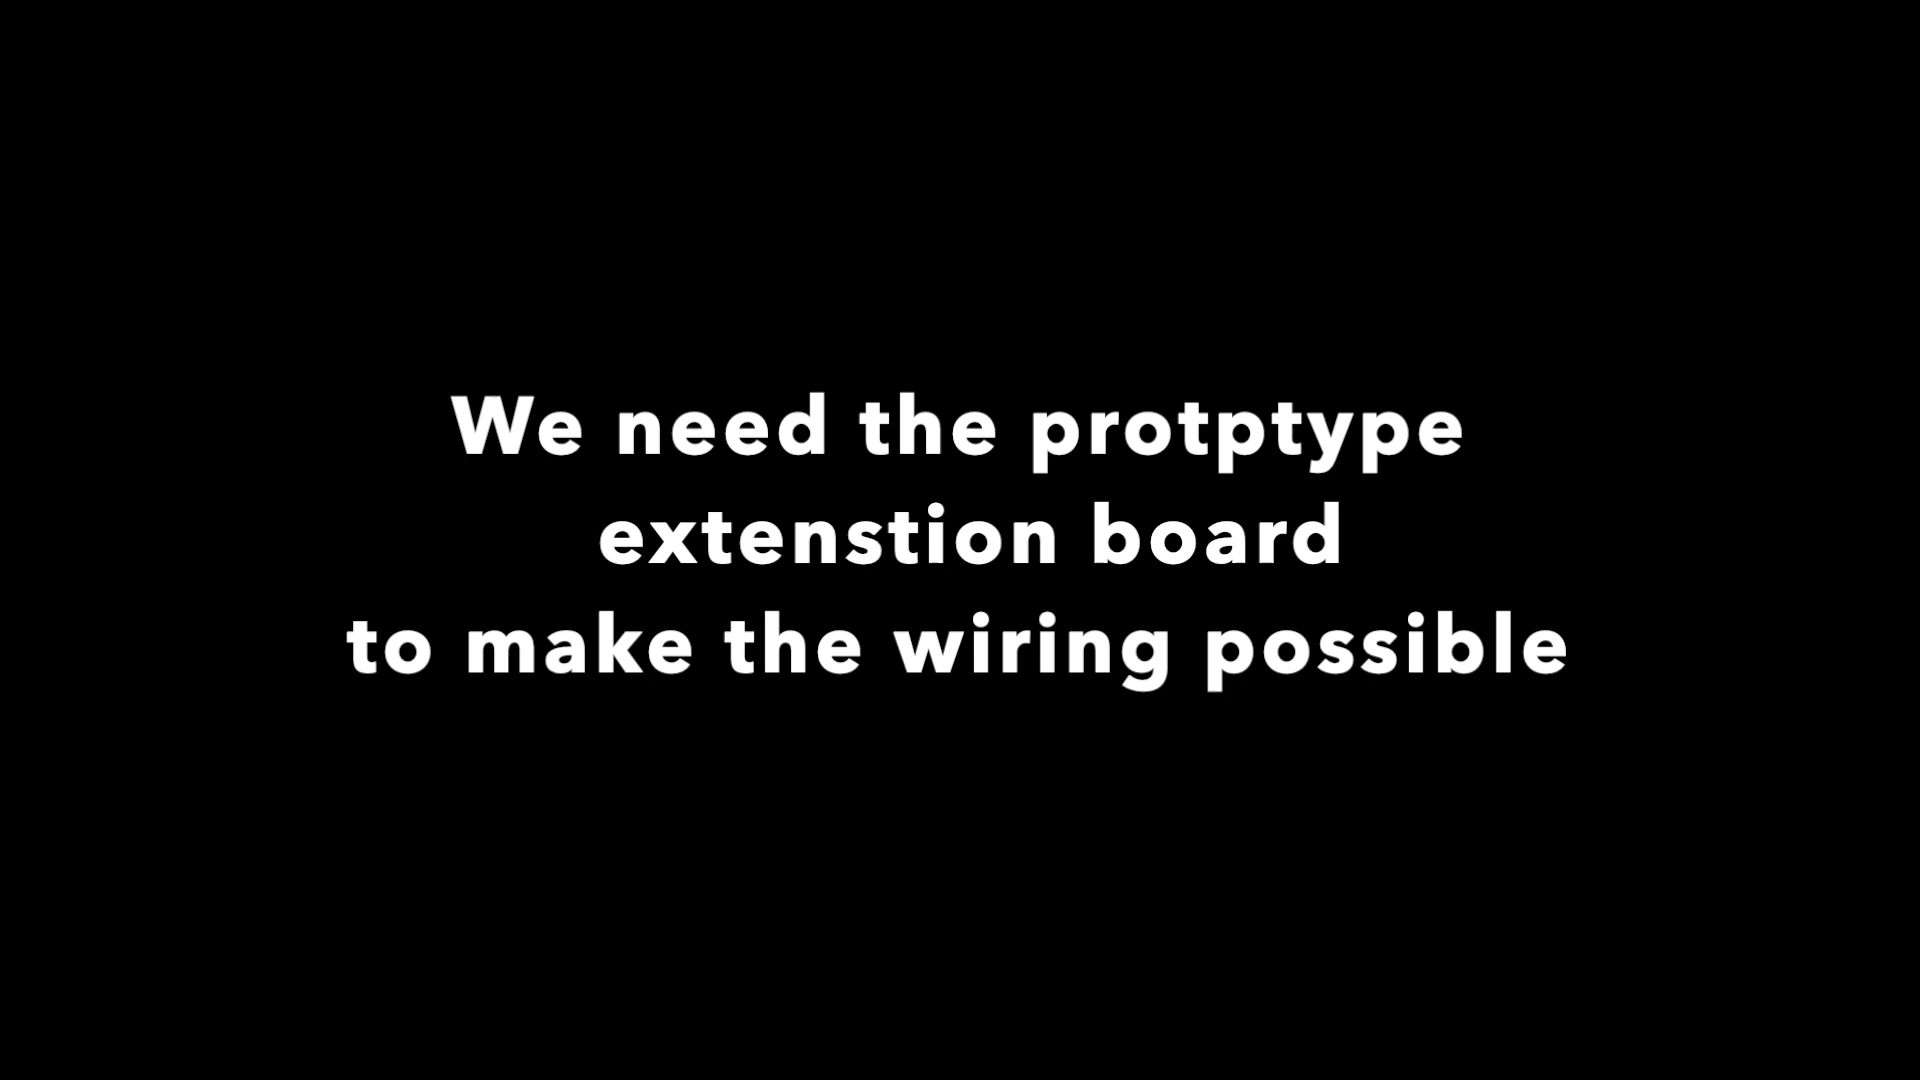 We need the protptype
extenstion board
to make the wiring possible